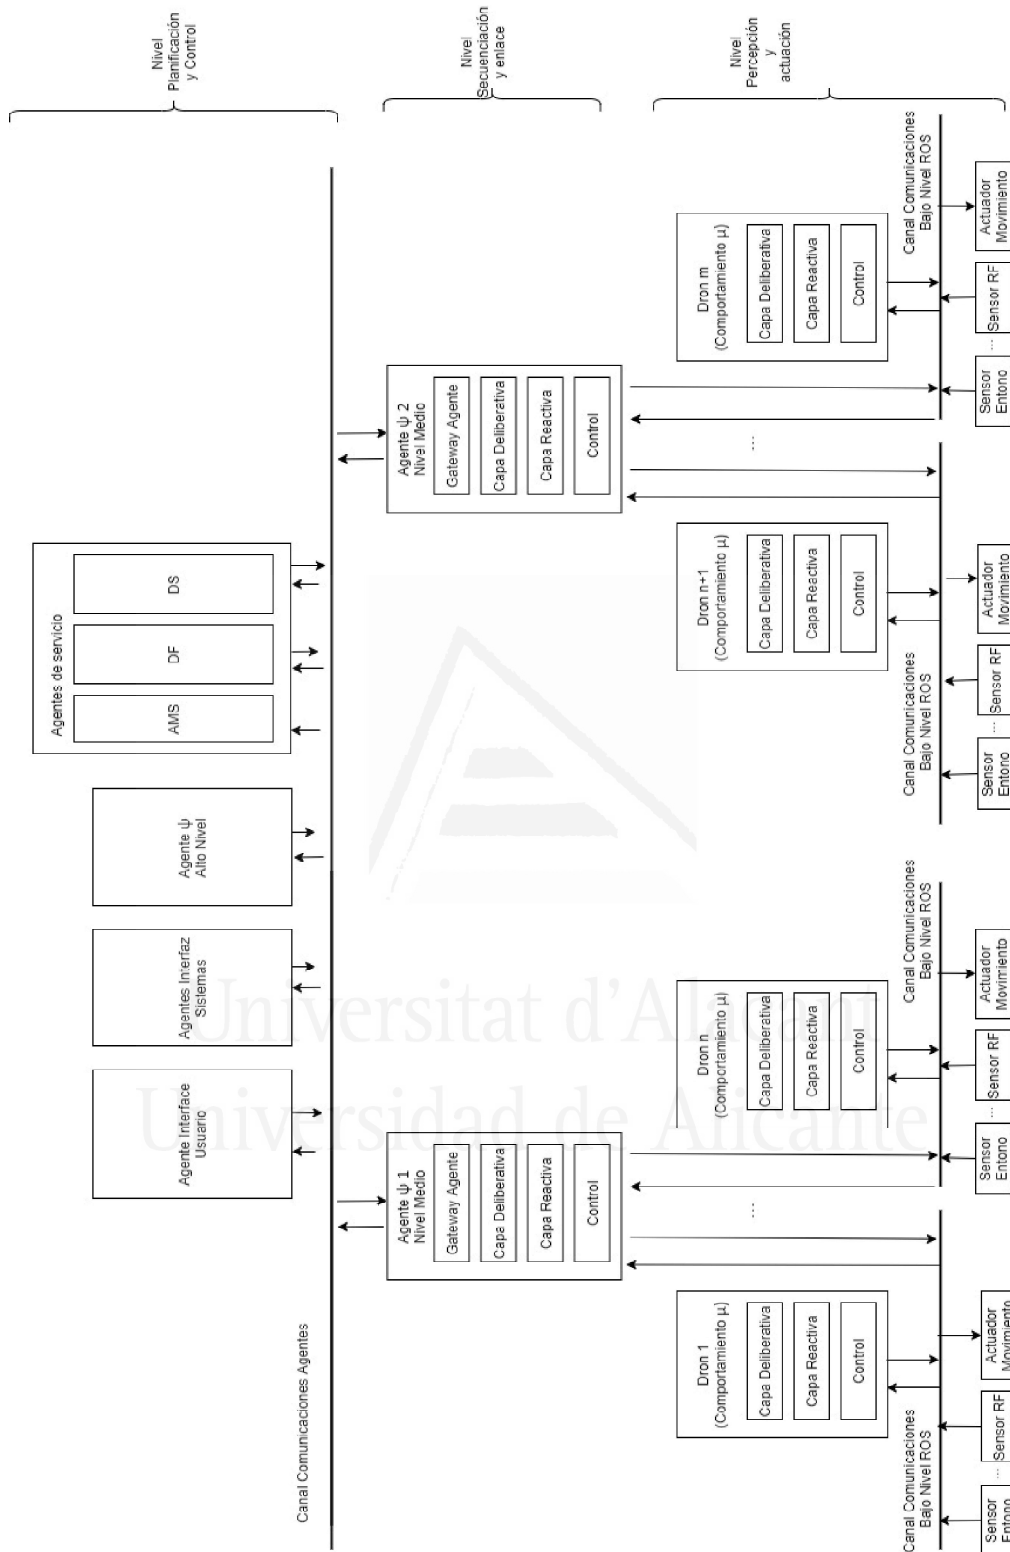 Nivel
Planificación
y Control
Canal Comunicaciones Agentes
Agente Interface
Usuario
Agentes Interfaz
Sistemas
Agente ψ
Alto Nivel
Agentes de servicio
AMS
DF
DS
Nivel
Secuenciación
y enlace
Agente ψ 1
Nivel Medio
Gateway Agente
Capa Deliberativa
Capa Reactiva
Control
Agente ψ 2
Nivel Medio
Gateway Agente
Capa Deliberativa
Capa Reactiva
Control
Nivel
Percepción
y
actuación
...
Dron 1
(Comportamiento μ)
Capa Deliberativa
Capa Reactiva
Control
Dron n
(Comportamiento μ)
Capa Deliberativa
Capa Reactiva
Control
...
Dron n+1
(Comportamiento μ)
Capa Deliberativa
Capa Reactiva
Control
Dron m
(Comportamiento μ)
Capa Deliberativa
Capa Reactiva
Control
Canal Comunicaciones
Bajo Nivel ROS
Canal Comunicaciones
Bajo Nivel ROS
Canal Comunicaciones
Bajo Nivel ROS
Canal Comunicaciones
Bajo Nivel ROS
Sensor
Entono
...
Sensor RF
Actuador
Movimiento
Sensor
Entono
...
Sensor RF
Actuador
Movimiento
Sensor
Entono
...
Sensor RF
Actuador
Movimiento
Sensor
Entono
...
Sensor RF
Actuador
Movimiento
Universitat d'Alacant
Universidad de Alicante